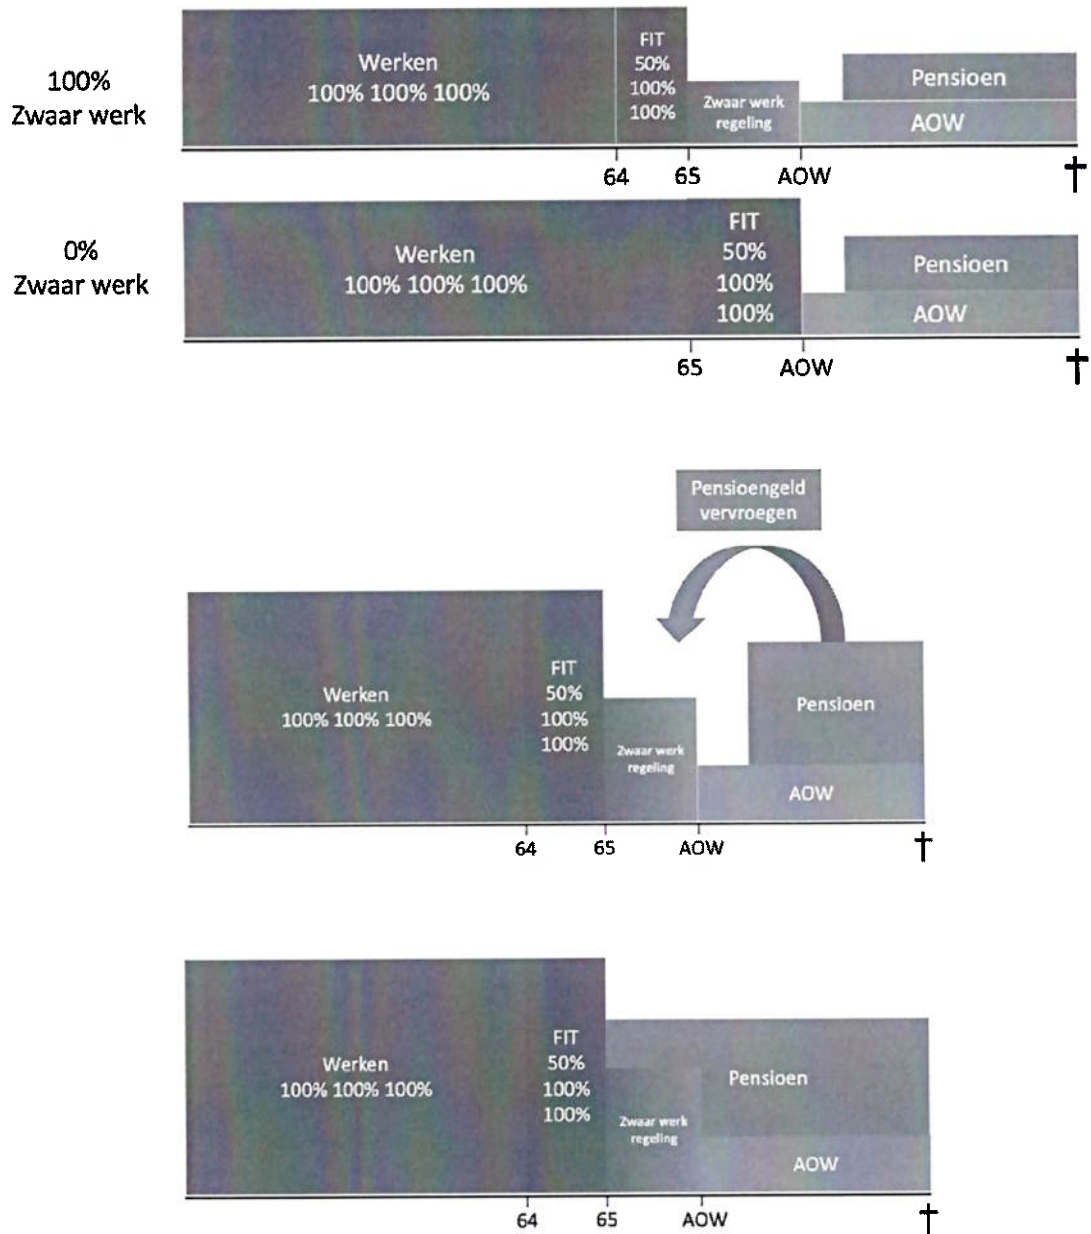 100%
Zwaar werk
Werken
100% 100% 100%
FIT
50%
100%
100%
Zwaar werk
regeling
Pensioen
AOW
64
65
AOW
†
0%
Zwaar werk
Werken
100% 100% 100%
FIT
50%
100%
100%
Pensioen
AOW
65
AOW
†
Pensioengeld
vervroegen
Werken
100% 100% 100%
FIT
50%
100%
100%
Zwaar werk
regeling
Pensioen
AOW
64
65
AOW
†
Werken
100% 100% 100%
FIT
50%
100%
100%
Zwaar werk
regeling
Pensioen
AOW
64
65
AOW
†